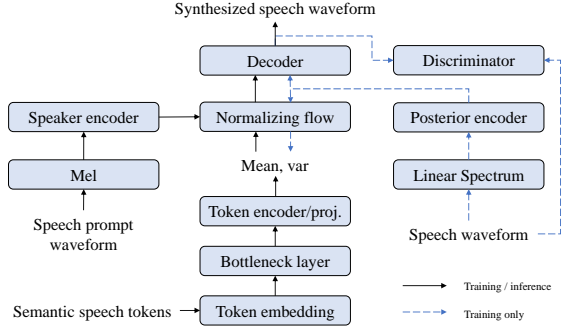 Synthesized speech waveform
Decoder
Discriminator
Speaker encoder
Normalizing flow
Posterior encoder
Mel
Mean, var
Linear Spectrum
Speech prompt
waveform
Token encoder/proj.
Speech waveform
Bottleneck layer
Semantic speech tokens
Token embedding
Training / inference
Training only